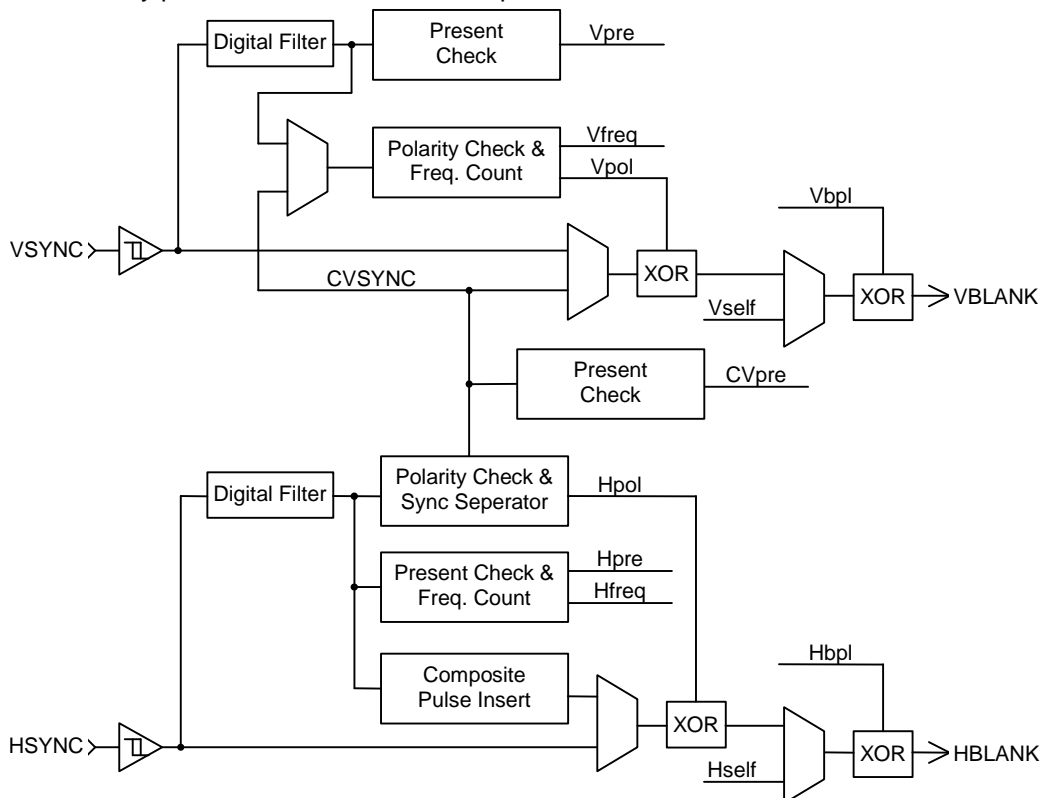 Digital Filter
Present
Check
Vpre
Polarity Check &
Freq. Count
Vfreq
Vpol
Vbpl
VSYNC
XOR
CVSYNC
Vself
XOR
VBLANK
Present
Check
CVpre
Digital Filter
Polarity Check &
Sync Seperator
Hpol
Present Check &
Freq. Count
Hpre
Hfreq
Composite
Pulse Insert
Hbpl
HSYNC
XOR
Hself
XOR
HBLANK